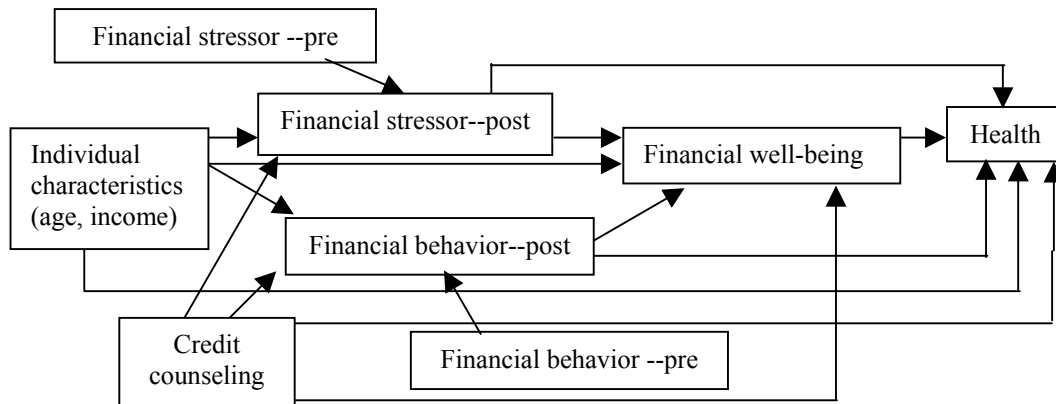 Financial stressor --pre
Financial stressor--post
Health
Individual
characteristics
(age, income)
Financial well-being
Financial behavior--post
Credit
counseling
Financial behavior --pre